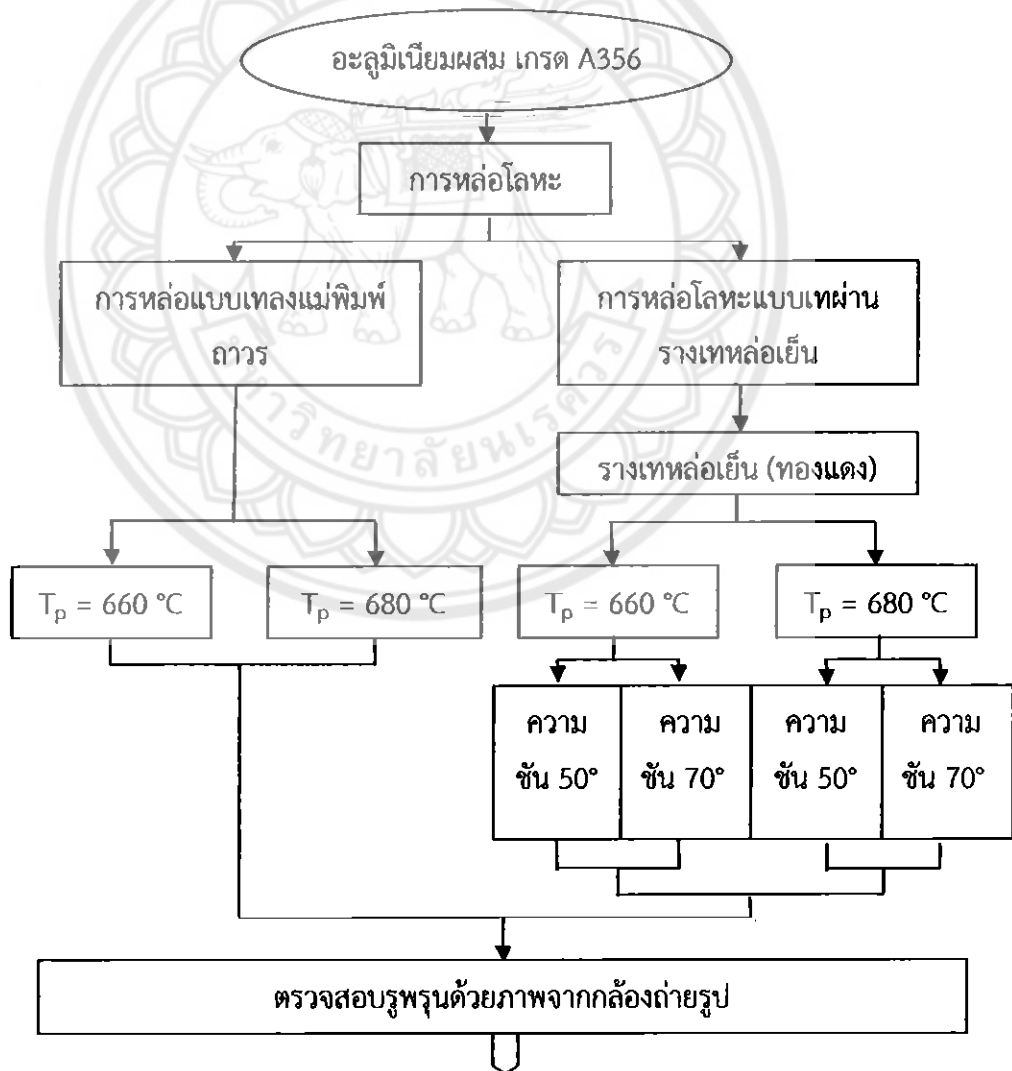 อะลูมิเนียมผสม เกรด A356
การหล่อโลหะ
การหล่อแบบเทลงแม่พิมพ์
ถาวร
การหล่อโลหะแบบเทผ่าน
รางเทหล่อเย็น
รางเทหล่อเย็น (ทองแดง)
Tp = 660 °C
Tp = 680 °C
Tp = 660 °C
Tp = 680 °C
ความ
ชัน 50°
ความ
ชัน 70°
ความ
ชัน 50°
ความ
ชัน 70°
ตรวจสอบรูพรุนด้วยภาพจากกล้องถ่ายรูป